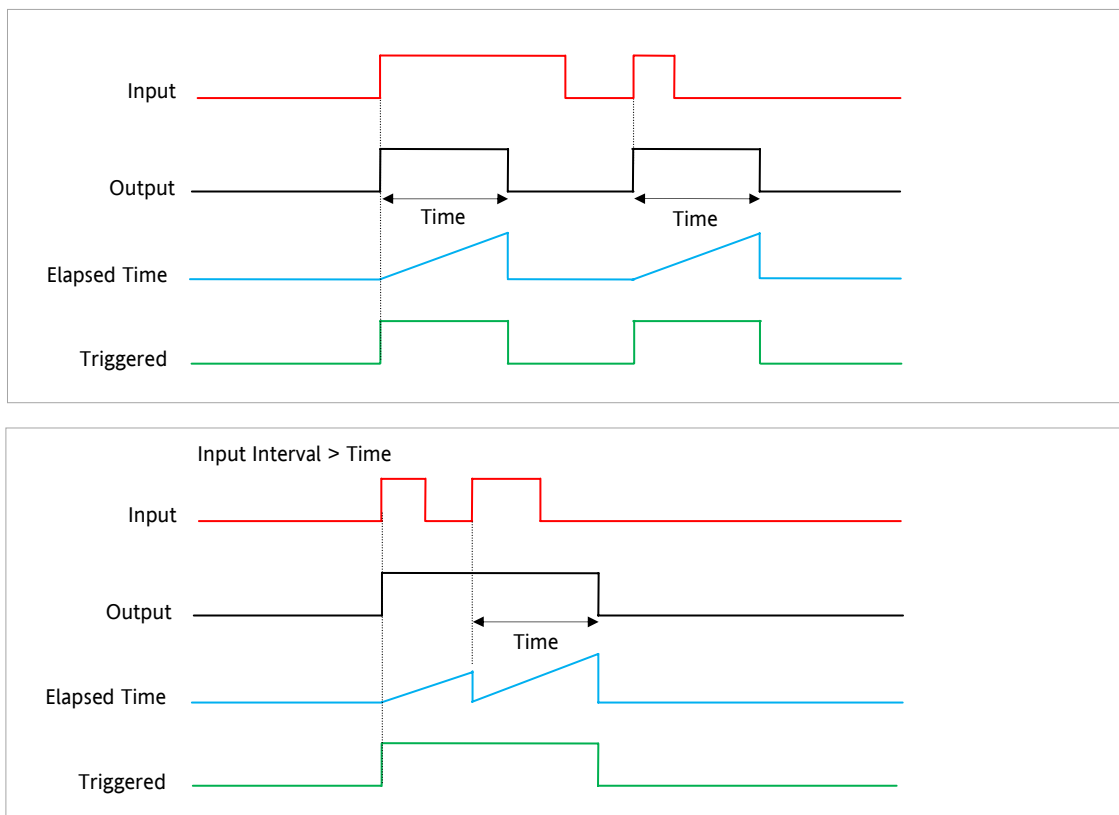 Input
Output
Time
Time
Elapsed Time
Triggered
Input Interval > Time
Input
Output
Time
Elapsed Time
Triggered